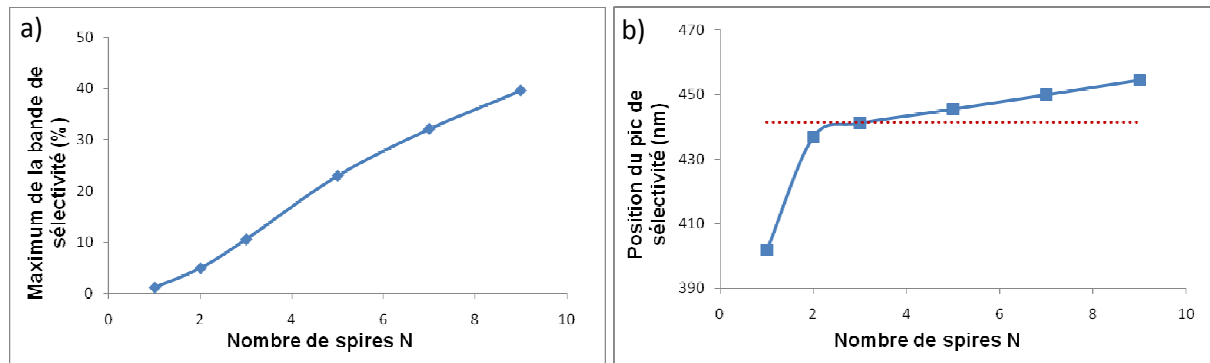 a)
Maximum de la bande de
sélectivité (%)
50
40
30
20
10
0
0 2 4 6 8 10
Nombre de spires N
b)
Position du pic de
sélectivité (nm)
470
450
430
410
390
0 2 4 6 8 10
Nombre de spires N